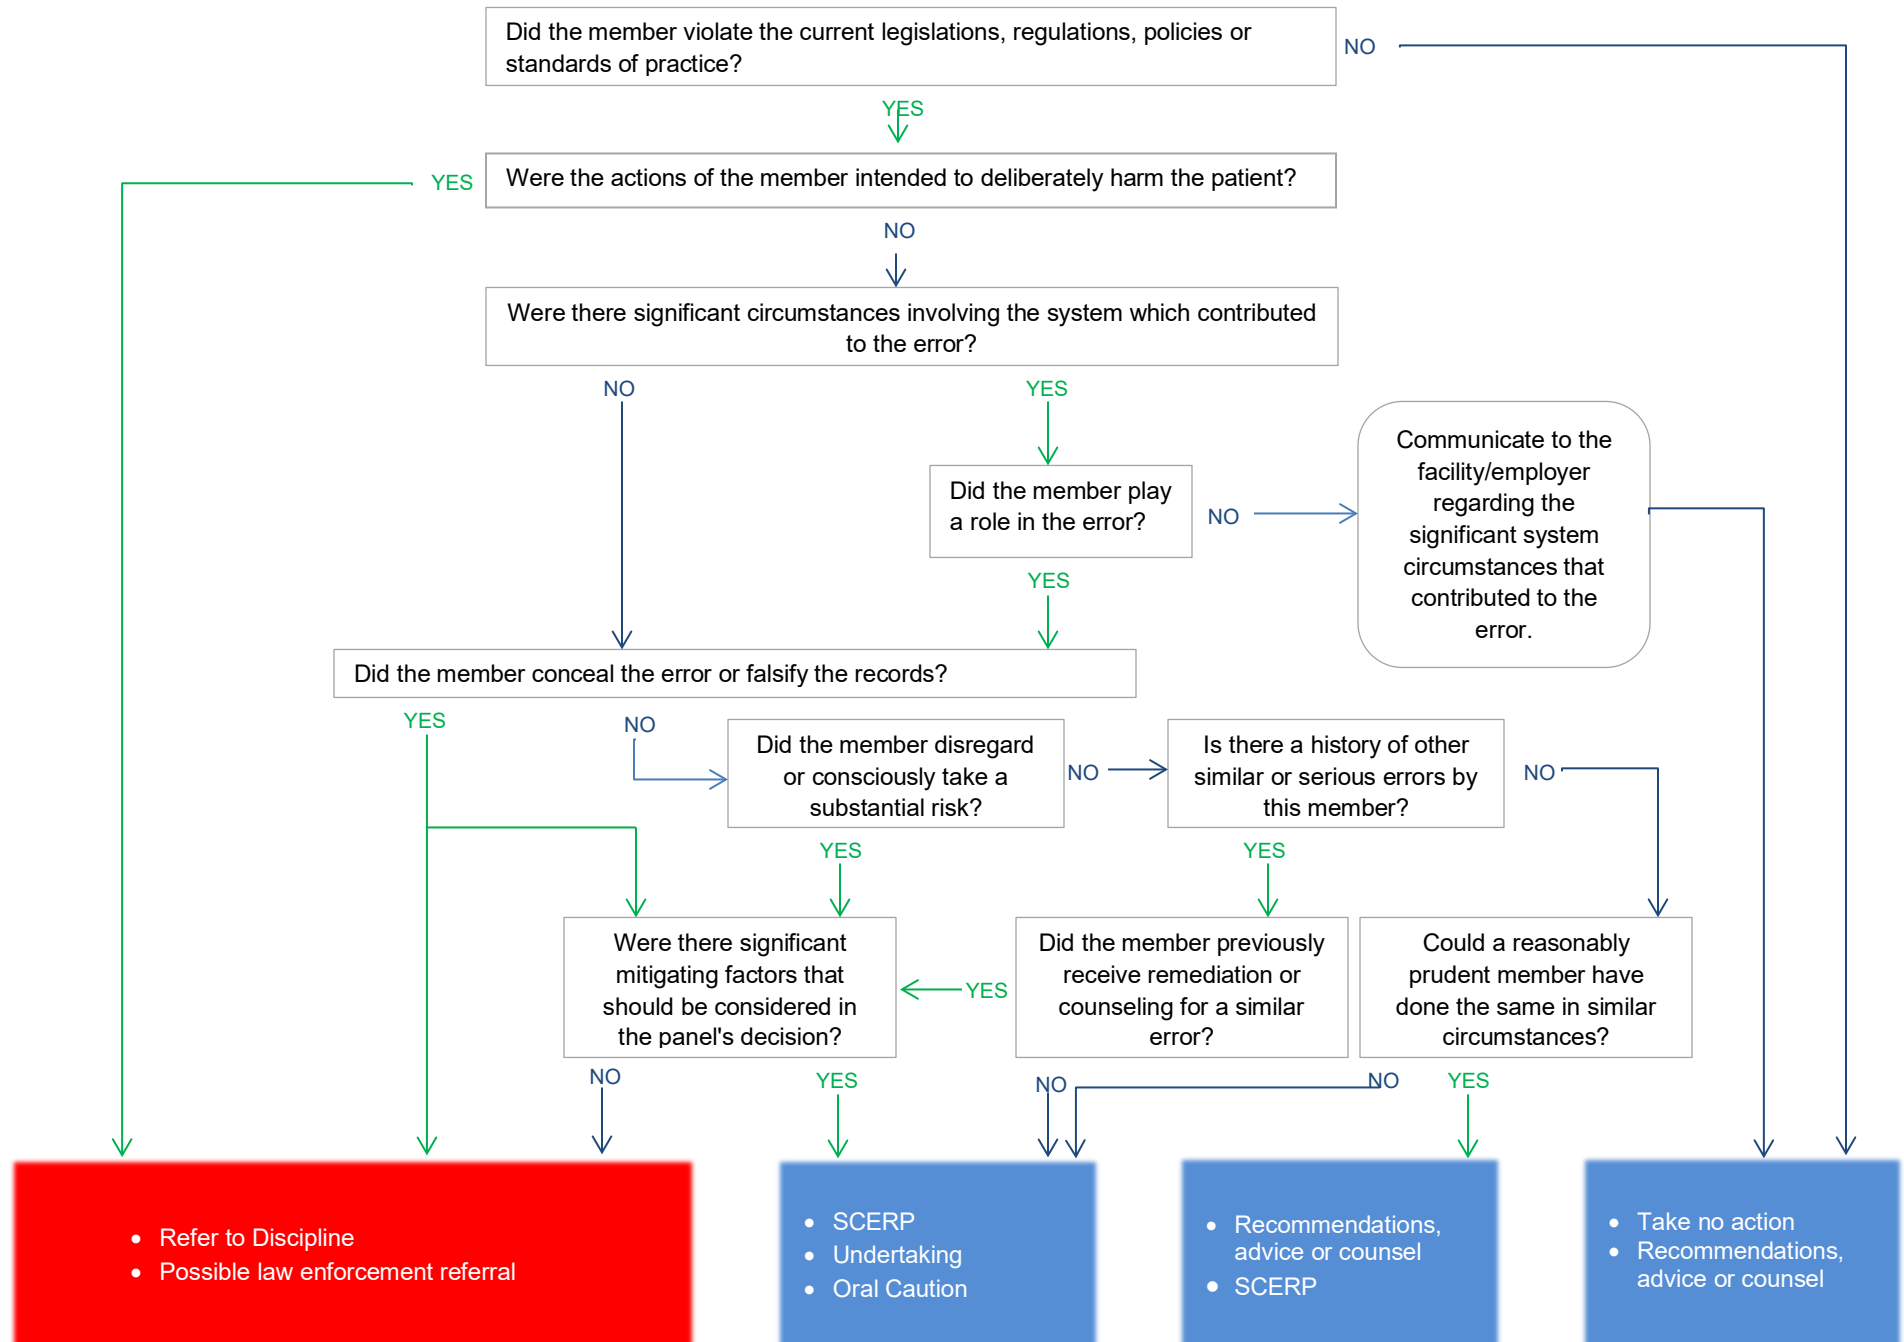 Did the member violate the current legislations, regulations, policies or
standards of practice?
NO
YES
YES
Were the actions of the member intended to deliberately harm the patient?
NO
Were there significant circumstances involving the system which contributed
to the error?
NO
YES
Did the member play
a role in the error?
NO
Communicate to the
facility/employer
regarding the
significant system
circumstances that
contributed to the
error.
YES
Did the member conceal the error or falsify the records?
YES
NO
Did the member disregard
or consciously take a
substantial risk?
NO
Is there a history of other
similar or serious errors by
this member?
NO
YES
YES
Were there significant
mitigating factors that
should be considered in
the panel's decision?
YES
Did the member previously
receive remediation or
counseling for a similar
error?
Could a reasonably
prudent member have
done the same in similar
circumstances?
NO
YES
NO
NO
YES
• Refer to Discipline
• Possible law enforcement referral
• SCERP
• Undertaking
• Oral Caution
• Recommendations,
advice or counsel
• SCERP
• Take no action
• Recommendations,
advice or counsel